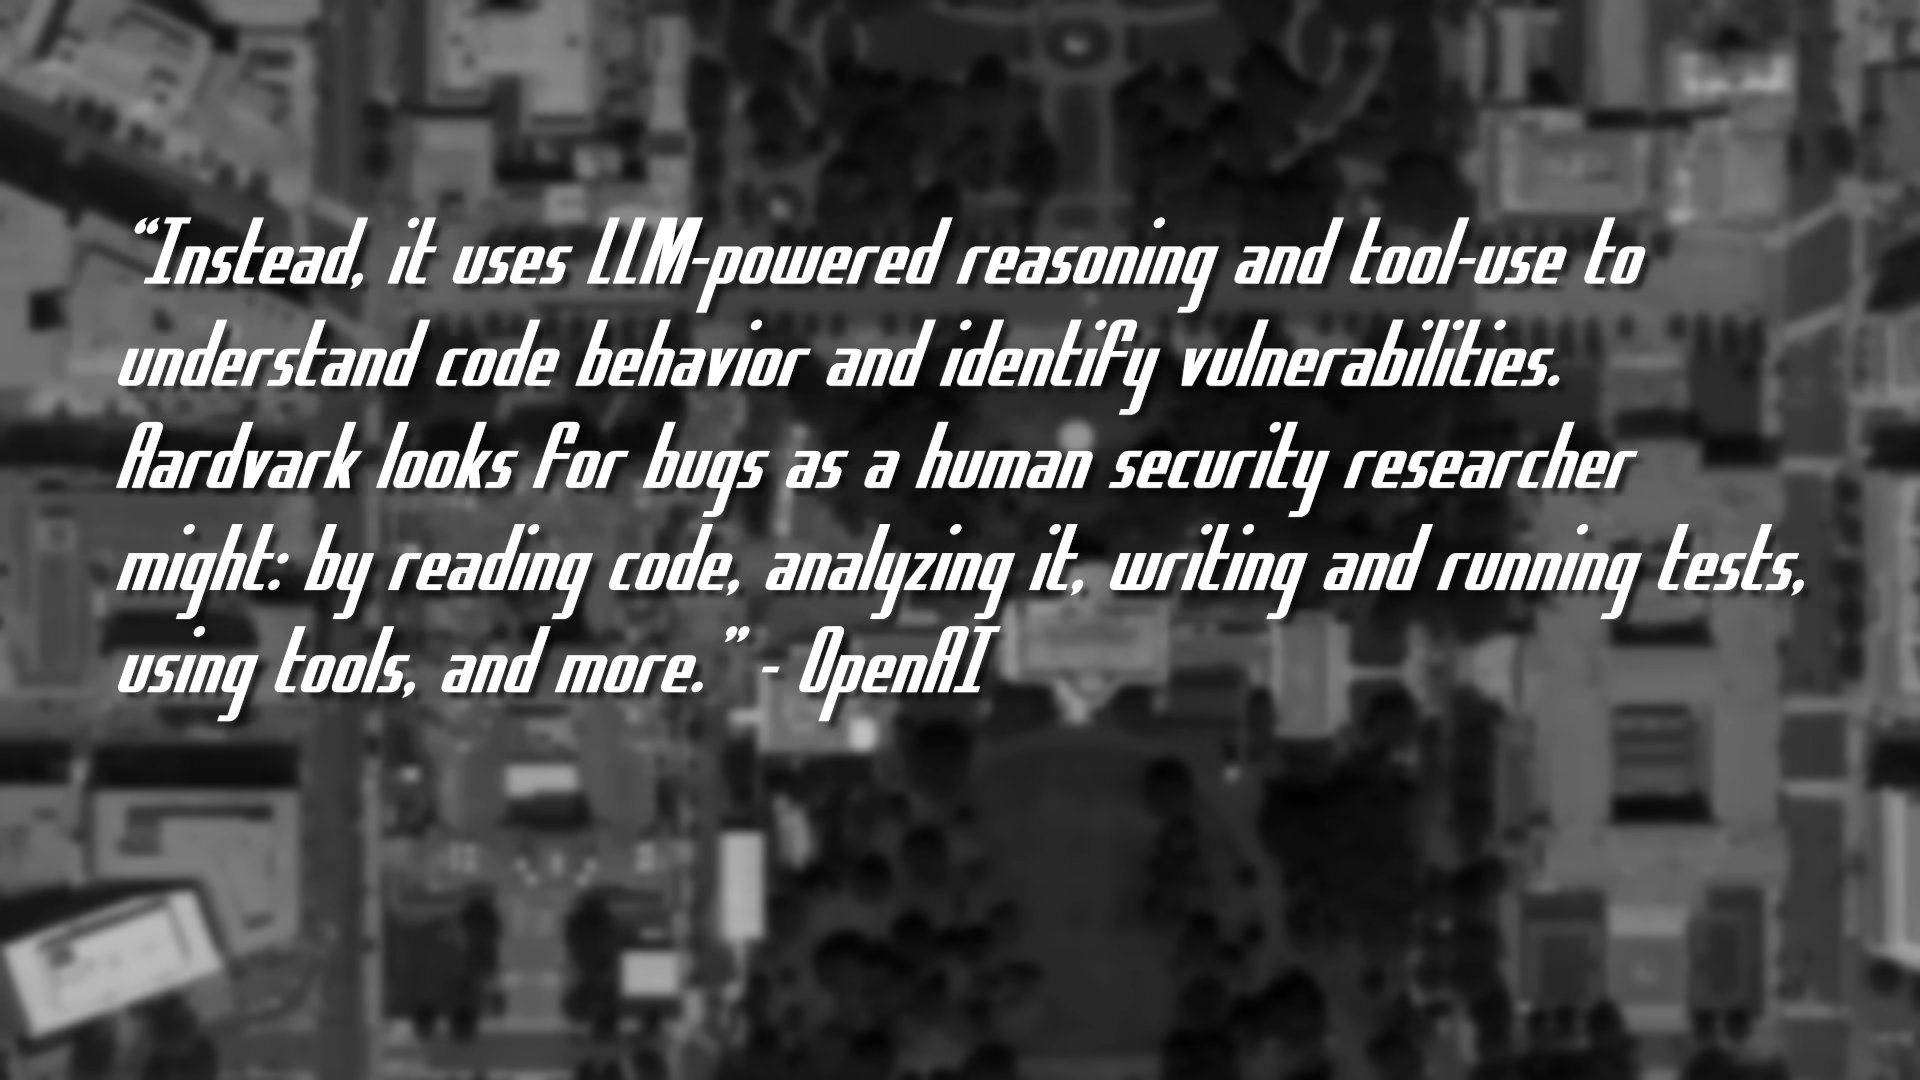 “Instead, it uses LLM-powered reasoning and tool-use to
understand code behavior and identify vulnerabilities.
Aardvark looks for bugs as a human security researcher
might: by reading code, analyzing it, writing and running tests,
using tools, and more.” - OpenAI